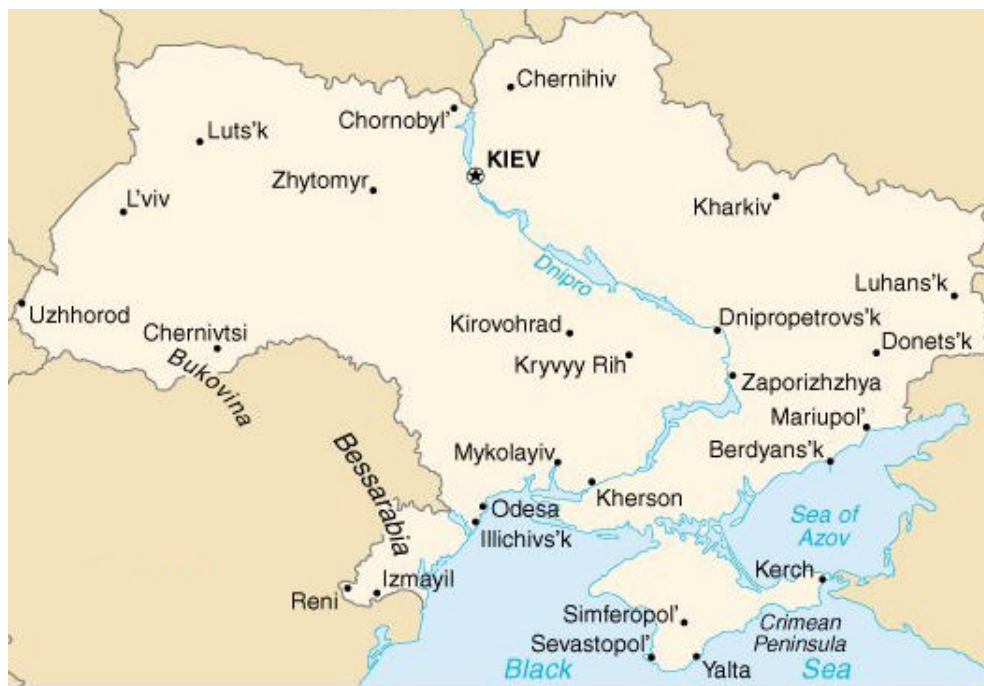 Chernihiv
Chornobyl'
Luts'k
KIEV
Zhytomyr
L'viv
Kharkiv
Dnipro
Luhans'k
Uzhhorod
Chernivtsi
Kirovohrad
Dnipropetrovs'k
Donets'k
Bukovina
Kryvyy Rih
Zaporizhzhya
Mariupol'
Bessarabia
Mykolayiv
Berdyans'k
Kherson
Odesa
Sea of
Azov
Illichivs'k
Kerch
Izmayil
Reni
Simferopol'
Crimean
Peninsula
Sevastopol'
Yalta
Black Sea